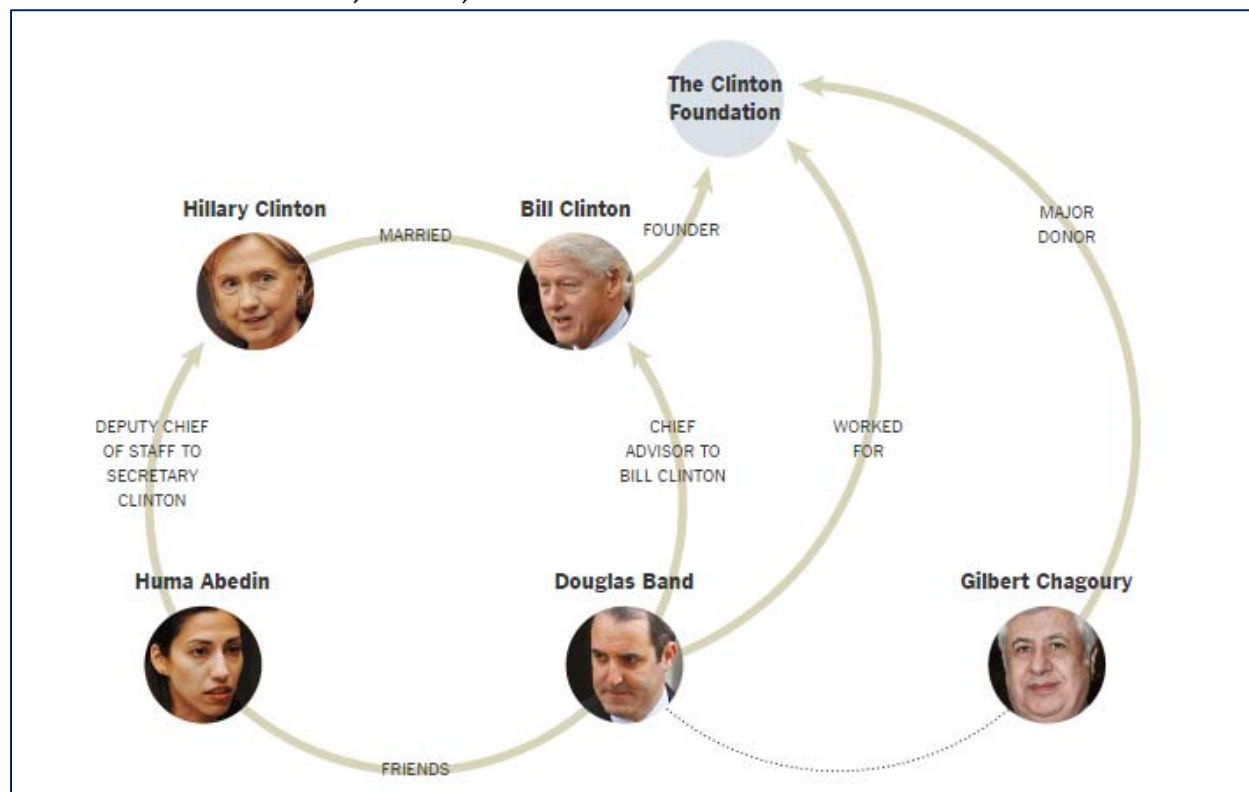 The Clinton
Foundation
Hillary Clinton
Bill Clinton
MARRIED
FOUNDER
MAJOR
DONOR
DEPUTY CHIEF
OF STAFF TO
SECRETARY
CLINTON
CHIEF
ADVISOR TO
BILL CLINTON
WORKED
FOR
Huma Abedin
Douglas Band
Gilbert Chagoury
FRIENDS